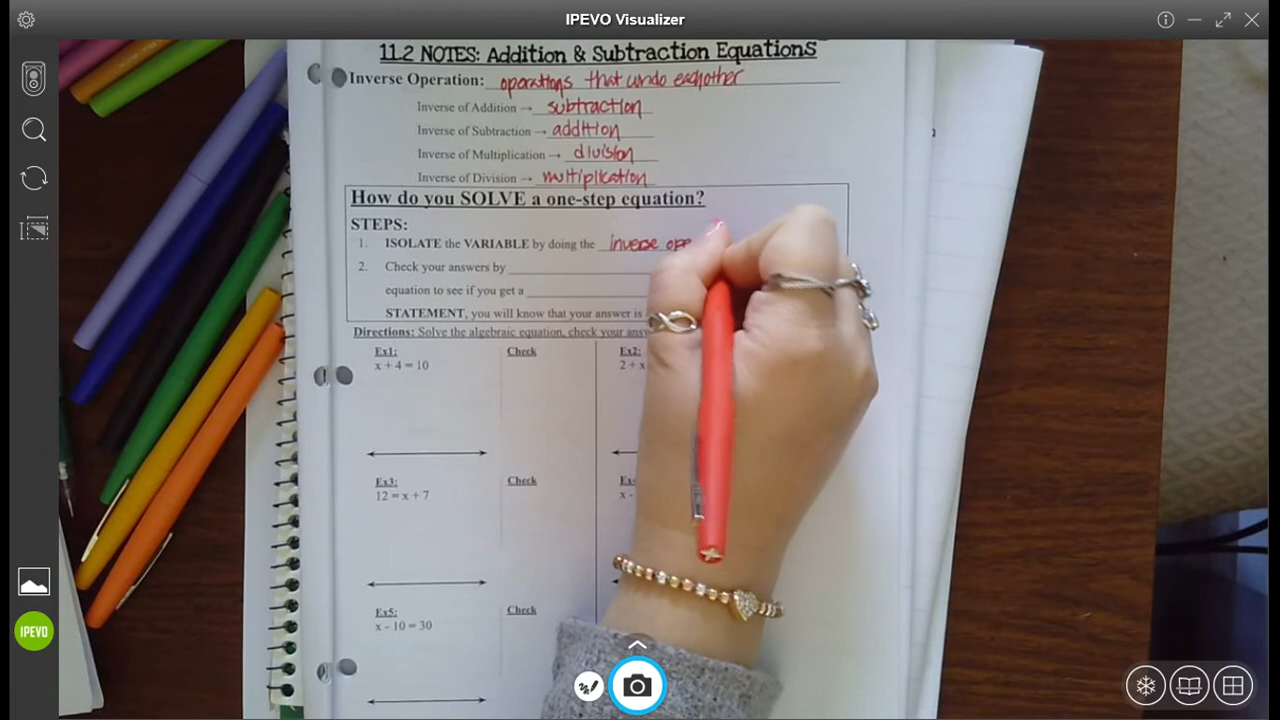 IPEVO Visualizer
11.2 NOTES: Addition & Subtraction Equations
Inverse Operation: operations that undo eachother
Inverse of Addition → subtraction
Inverse of Subtraction → addition
Inverse of Multiplication → division
Inverse of Division → multiplication
How do you SOLVE a one-step equation?
STEPS:
1. ISOLATE the VARIABLE by doing the inverse ope
2. Check your answers by
equation to see if you get a
STATEMENT, you will know that your answer is
Directions: Solve the algebraic equation, check your
Ex1: Check Ex2:
x + 4 = 10 2 + x
Ex3: Check
12 = x + 7 x -
Ex5: Check
x - 10 = 30
IPEVO